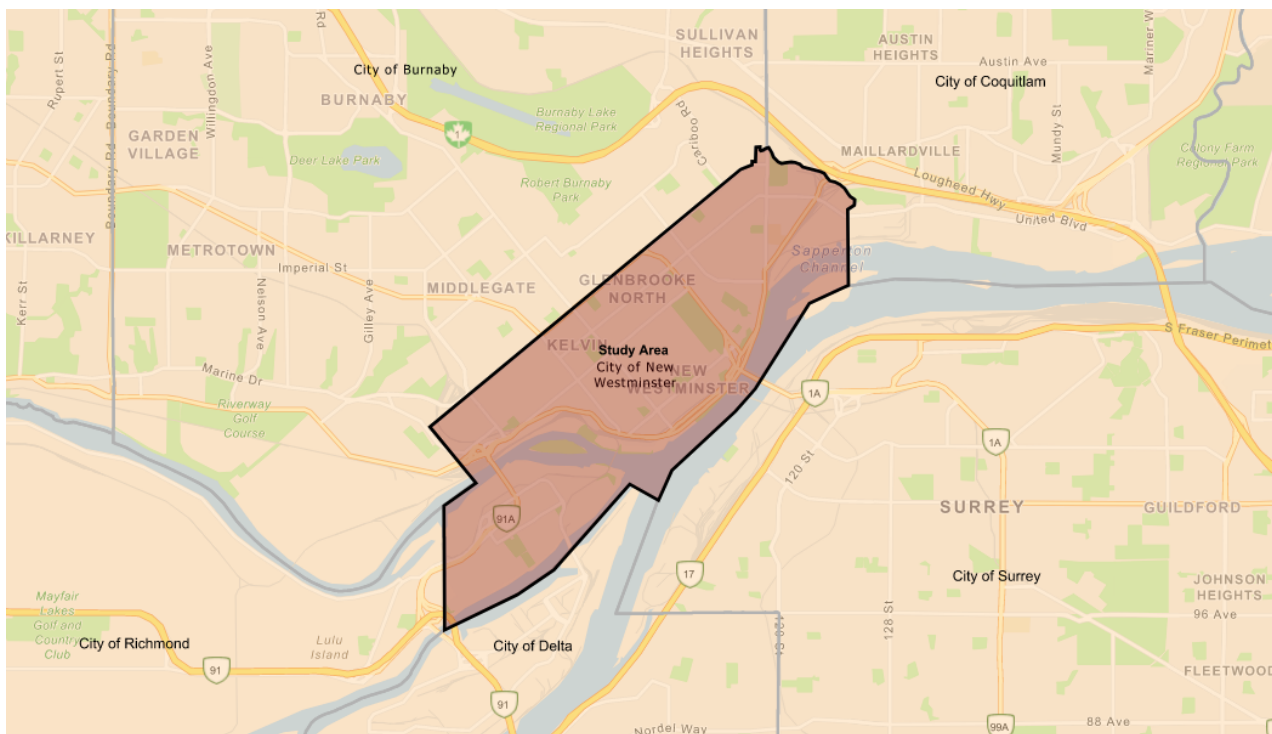 Rupert St
Boundary Rd
Boundary Rd
Willingdon Ave
Rd
City of Burnaby
BURNABY
GARDEN
VILLAGE
Deer Lake Park
1
Burnaby Lake
Regional Park
Robert Burnaby
Park
Cariboo Rd
SULLIVAN
HEIGHTS
AUSTIN
HEIGHTS
Austin Ave
City of Coquitlam
Mariner W
Mundy St
MAILLARDVILLE
Colony Farm
Regional Park
Lougheed Hwy
United Blvd
KILLARNEY
METROTOWN
Imperial St
Kerr St
Nelson Ave
Gilley Ave
MIDDLEGATE
GLENBROOKE
NORTH
Sapperton
Channel
S Fraser Perimet
KELVIN
Study Area
City of New
Westminster
NEW
WESTMINSTER
Marine Dr
Riverway
Golf
Course
1A
1A
120 St
91A
SURREY
GUILDFORD
17
City of Surrey
JOHNSON
HEIGHTS
96 Ave
Mayfair
Lakes
Golf and
Country
Club
City of Richmond
Lulu
Island
91
City of Delta
91
120 St
128 St
FLEETWOOD
Nordel Way
99A
88 Ave